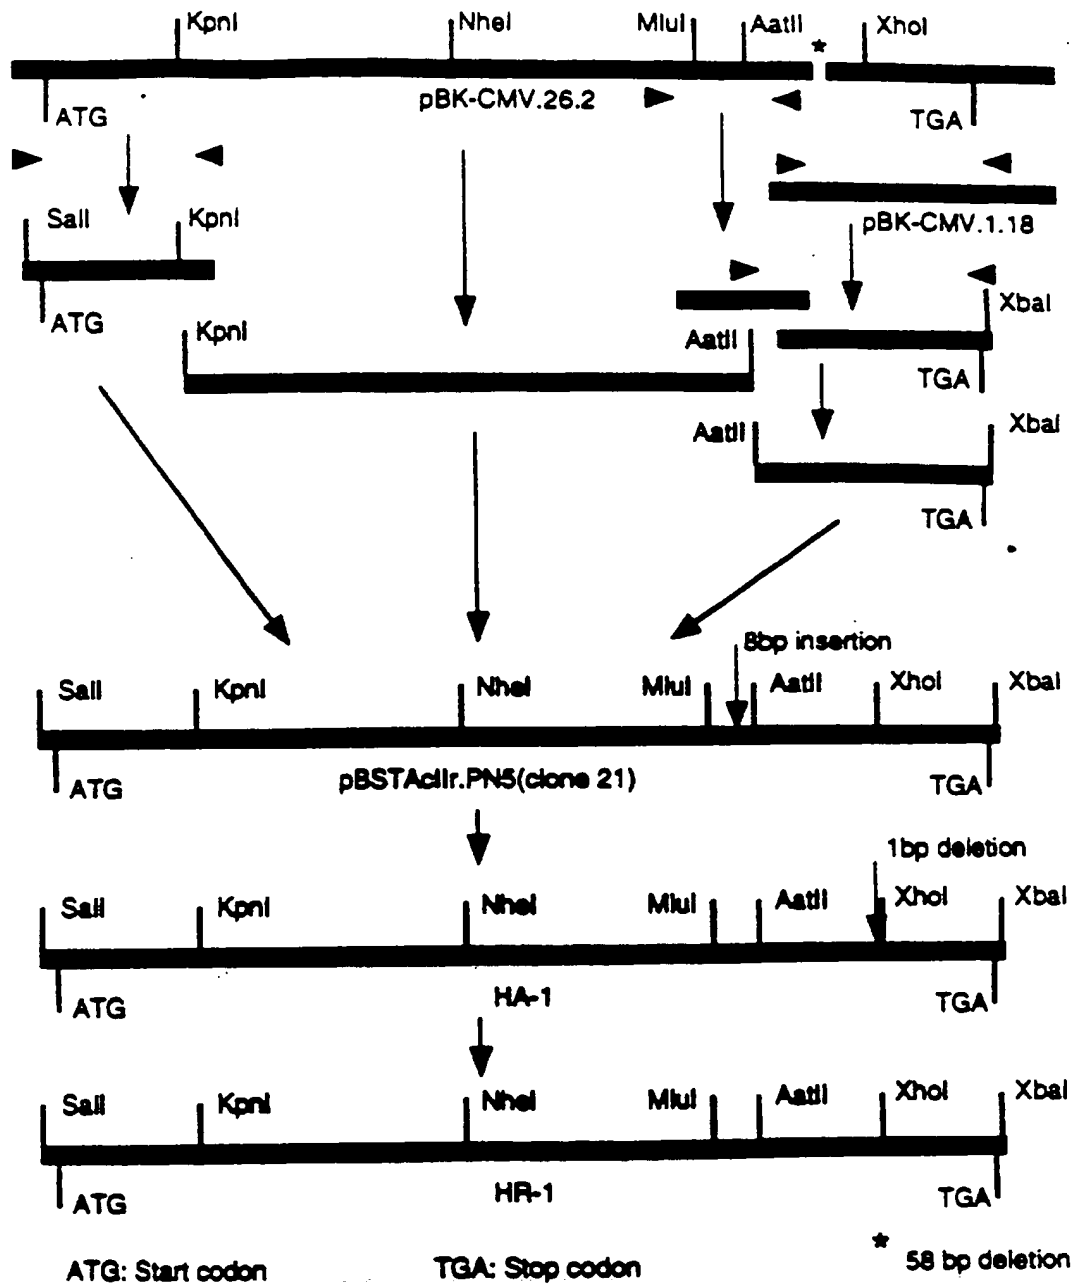 KpnI NheI MluI AatII XhoI
*
ATG pBK-CMV.26.2 TGA
SalI KpnI
pBK-CMV.1.18
ATG KpnI AatII XbaI
TGA
AatII XbaI
TGA
8bp insertion
SalI KpnI NheI MluI AatII XhoI XbaI
ATG pBSTAcIIr.PN5(clone 21) TGA
1bp deletion
SalI KpnI NheI MluI AatII XhoI XbaI
ATG HA-1 TGA
SalI KpnI NheI MluI AatII XhoI XbaI
ATG HR-1 TGA
ATG: Start codon TGA: Stop codon * 58 bp deletion